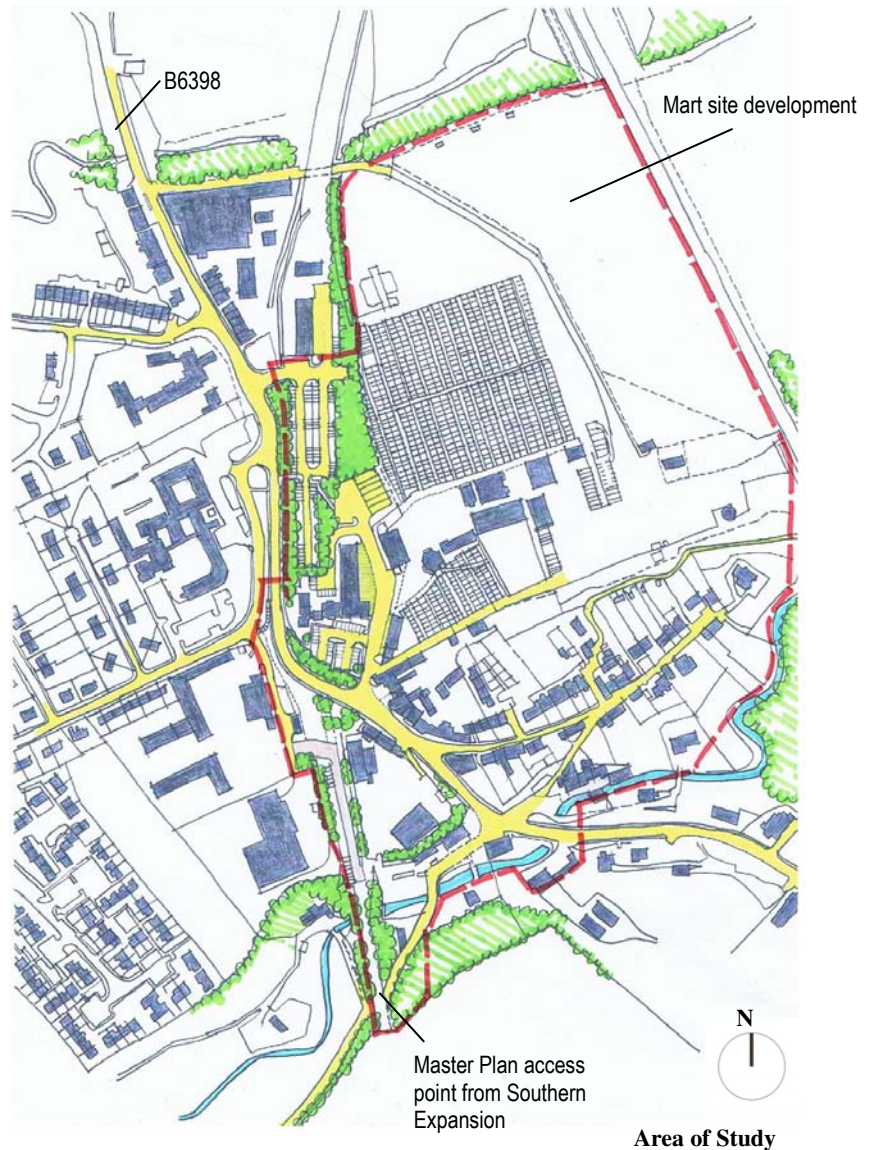 B6398
Mart site development
Master Plan access
point from Southern
Expansion
N
Area of Study